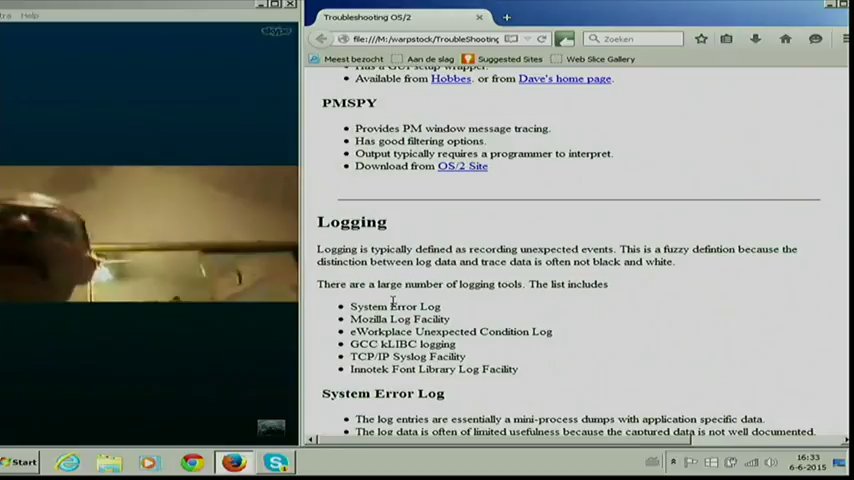 tra Help
skype
Troubleshooting OS/2
file:///M:/warpstock/TroubleShooting
Zoeken
Meest bezocht
Aan de slag
Suggested Sites
Web Slice Gallery
Has a GUI setup wrapper.
Available from Hobbes. or from Dave's home page.
PMSPY
Provides PM window message tracing.
Has good filtering options.
Output typically requires a programmer to interpret.
Download from OS/2 Site
Logging
Logging is typically defined as recording unexpected events. This is a fuzzy defintion because the
distinction between log data and trace data is often not black and white.
There are a large number of logging tools. The list includes
System Error Log
Mozilla Log Facility
eWorkplace Unexpected Condition Log
GCC kLIBC logging
TCP/IP Syslog Facility
Innotek Font Library Log Facility
System Error Log
The log entries are essentially a mini-process dumps with application specific data.
The log data is often of limited usefulness because the captured data is not well documented.
Start
16:33
6-6-2015